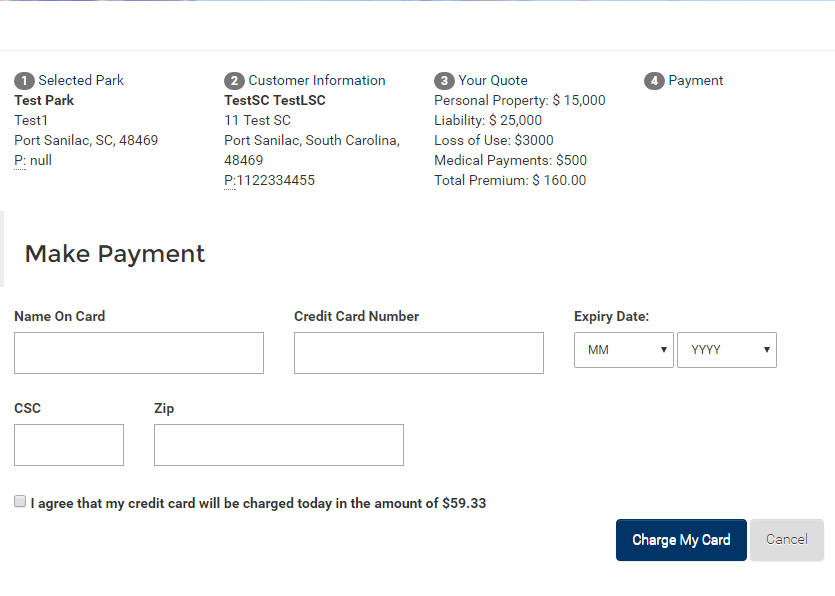 1 Selected Park
Test Park
Test1
Port Sanilac, SC, 48469
P: null
2 Customer Information
TestSC TestLSC
11 Test SC
Port Sanilac, South Carolina,
48469
P:1122334455
3 Your Quote
Personal Property: $ 15,000
Liability: $ 25,000
Loss of Use: $3000
Medical Payments: $500
Total Premium: $ 160.00
4 Payment
Make Payment
Name On Card
Credit Card Number
Expiry Date:
MM
YYYY
CSC
Zip
I agree that my credit card will be charged today in the amount of $59.33
Charge My Card
Cancel